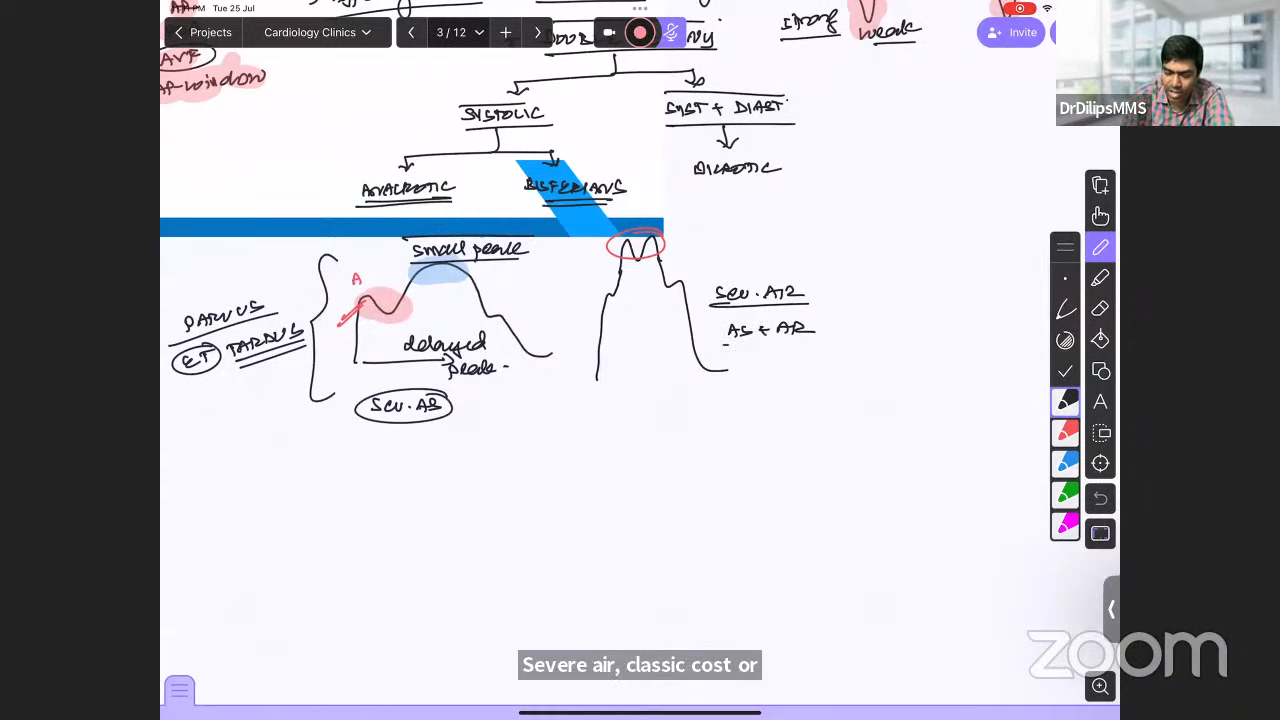 PM Tue 25 Jul
Projects
Cardiology Clinics
3 / 12
Invite
strong weak
AVF
AP window
SYSTOLIC
SYST + DIAST
ANACROTIC
BISFERIANS
DICROTIC
DrDilipsMMS
small peak
A
PARVUS
ET TARDUS
delayed
peak
SEV. AS
SEV. AR
AS + AR
A
Severe air, classic cost or
zoom